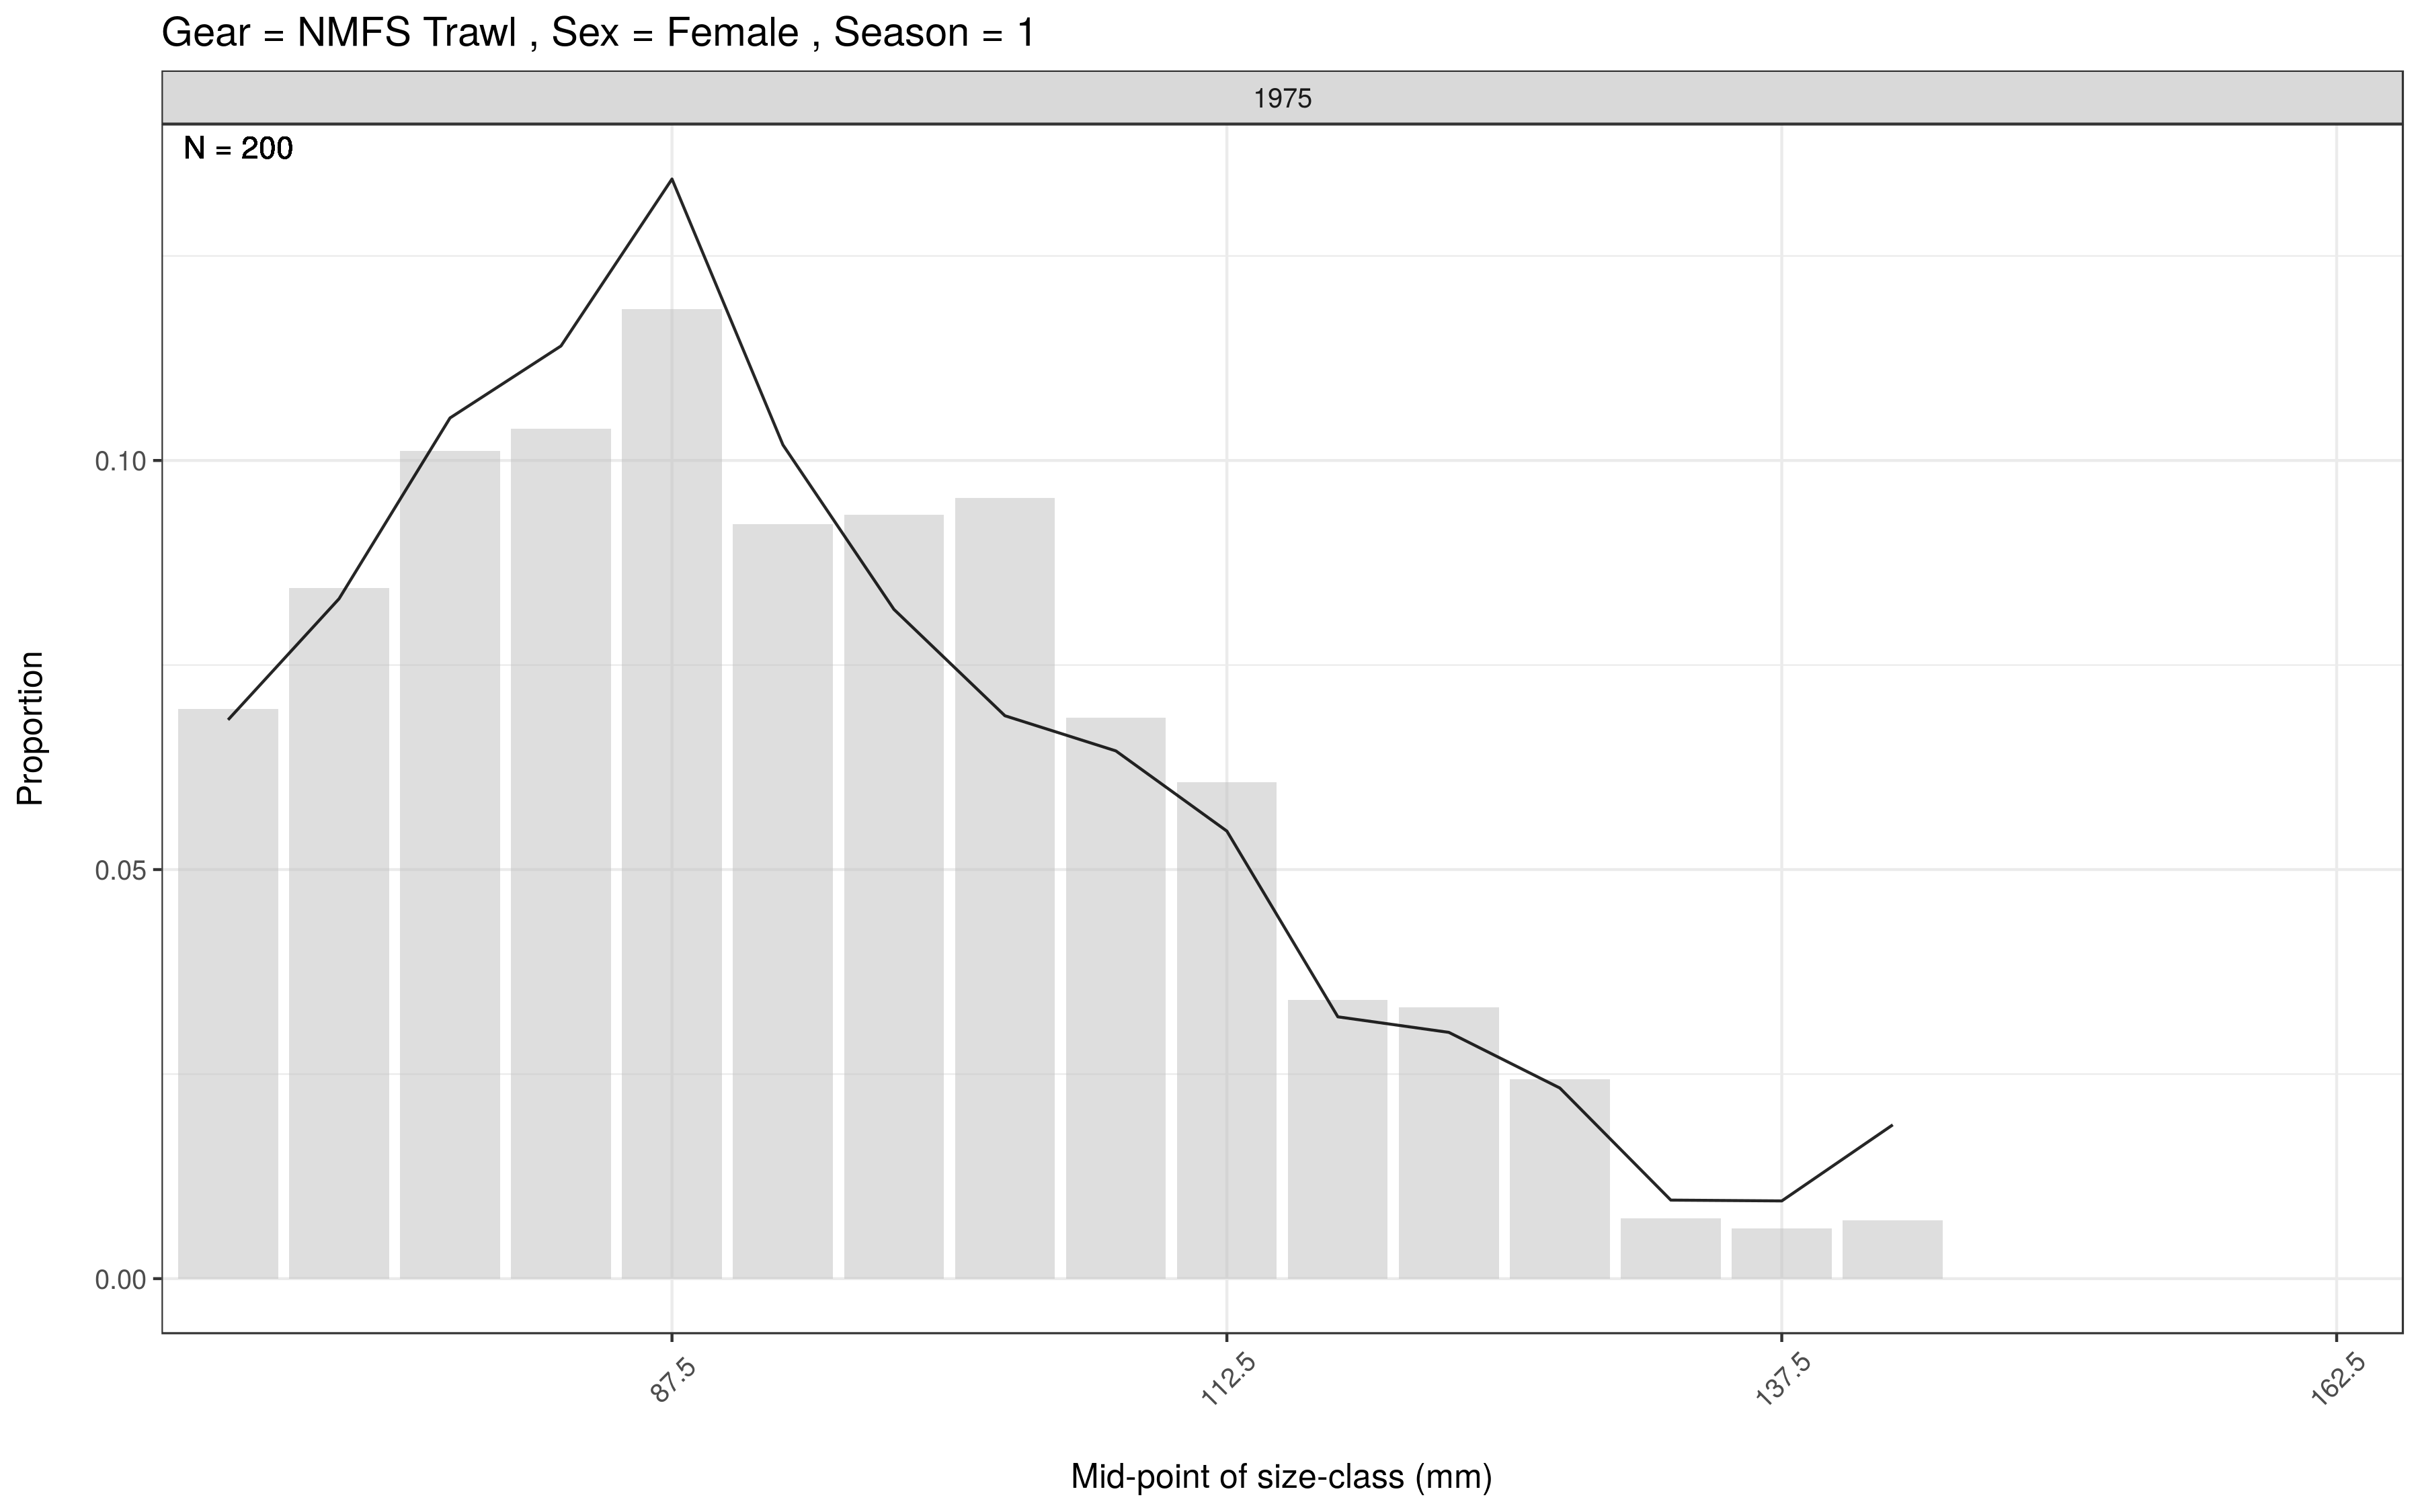 Gear = NMFS Trawl , Sex = Female , Season = 1
1975
N = 200
0.10
0.05
0.00
Proportion
87.5
112.5
137.5
162.5
Mid-point of size-class (mm)